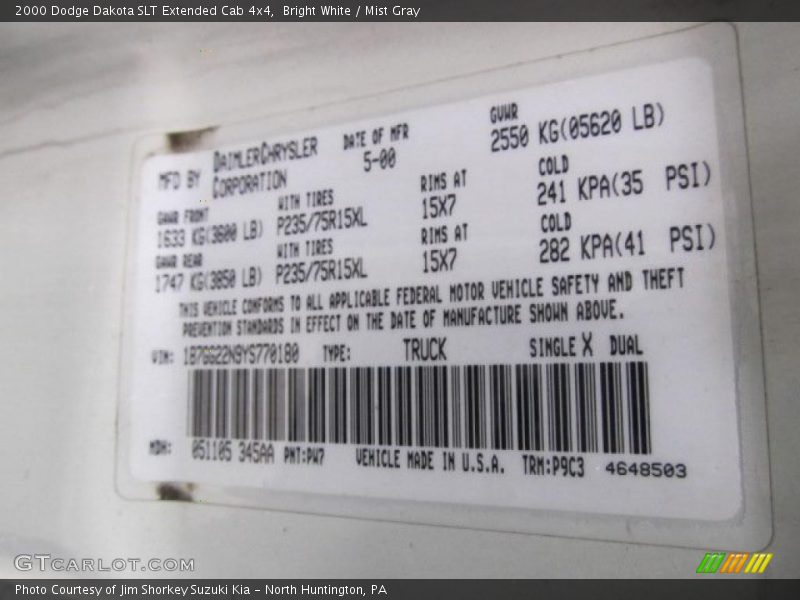 2000 Dodge Dakota SLT Extended Cab 4x4, Bright White / Mist Gray
MFD BY DAIMLERCHRYSLER CORPORATION DATE OF MFR 5-00 GVWR 2550 KG(05620 LB)
GAWR FRONT WITH TIRES RIMS AT COLD
1633 KG(3600 LB) P235/75R15XL 15X7 241 KPA(35 PSI)
GAWR REAR WITH TIRES RIMS AT COLD
1747 KG(3850 LB) P235/75R15XL 15X7 282 KPA(41 PSI)
THIS VEHICLE CONFORMS TO ALL APPLICABLE FEDERAL MOTOR VEHICLE SAFETY AND THEFT
PREVENTION STANDARDS IN EFFECT ON THE DATE OF MANUFACTURE SHOWN ABOVE.
VIN: 1B7GG22N9YS770180 TYPE: TRUCK SINGLE X DUAL
MDH: 051105 345AA PNT:PW7 VEHICLE MADE IN U.S.A. TRM:P9C3 4648503
GTCARLOT.COM
Photo Courtesy of Jim Shorkey Suzuki Kia - North Huntington, PA